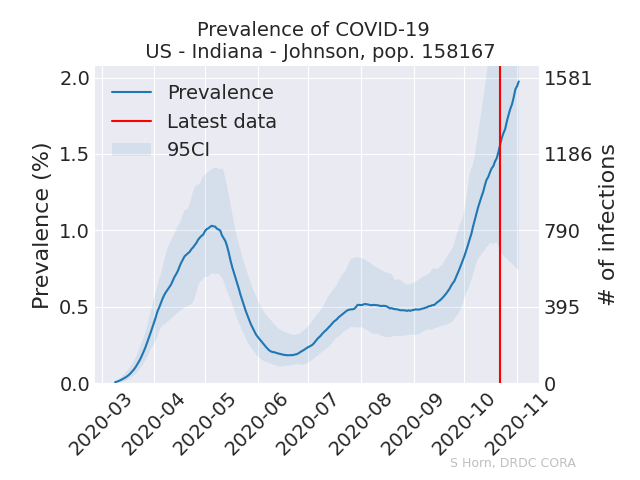 Prevalence of COVID-19
US - Indiana - Johnson, pop. 158167
Prevalence
Latest data
95CI
Prevalence (%)
2.0
1.5
1.0
0.5
0.0
1581
1186
790
395
0
# of infections
2020-03
2020-04
2020-05
2020-06
2020-07
2020-08
2020-09
2020-10
2020-11
S Horn, DRDC CORA